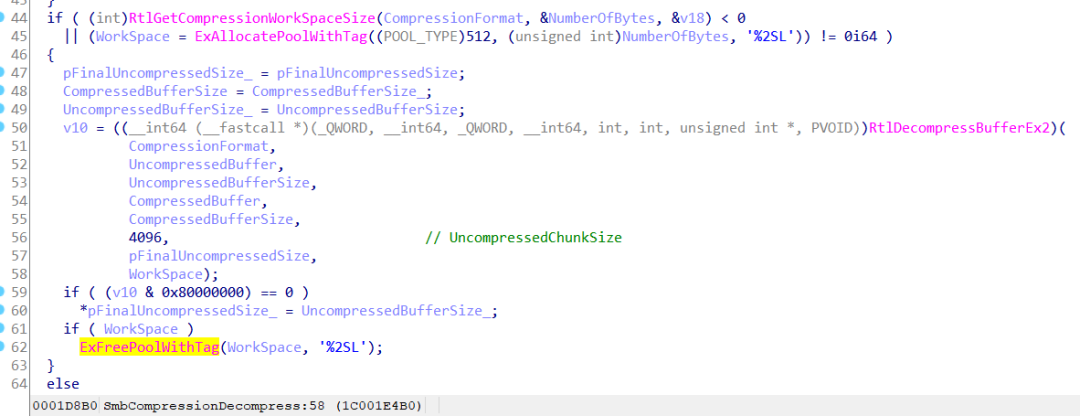 44 if ( (int)RtlGetCompressionWorkSpaceSize(CompressionFormat, &NumberOfBytes, &v18) < 0
45 || (WorkSpace = ExAllocatePoolWithTag((POOL_TYPE)512, (unsigned int)NumberOfBytes, '%2SL')) != 0i64 )
46 {
47 pFinalUncompressedSize_ = pFinalUncompressedSize;
48 CompressedBufferSize = CompressedBufferSize_;
49 UncompressedBufferSize_ = UncompressedBufferSize;
50 v10 = ((__int64 (__fastcall *)(_QWORD, __int64, _QWORD, __int64, int, int, unsigned int *, PVOID))RtlDecompressBufferEx2)(
51 CompressionFormat,
52 UncompressedBuffer,
53 UncompressedBufferSize,
54 CompressedBuffer,
55 CompressedBufferSize,
56 4096, // UncompressedChunkSize
57 pFinalUncompressedSize,
58 WorkSpace);
59 if ( (v10 & 0x80000000) == 0 )
60 *pFinalUncompressedSize_ = UncompressedBufferSize_;
61 if ( WorkSpace )
62 ExFreePoolWithTag(WorkSpace, '%2SL');
63 }
64 else
0001D8B0 SmbCompressionDecompress:58 (1C001E4B0)